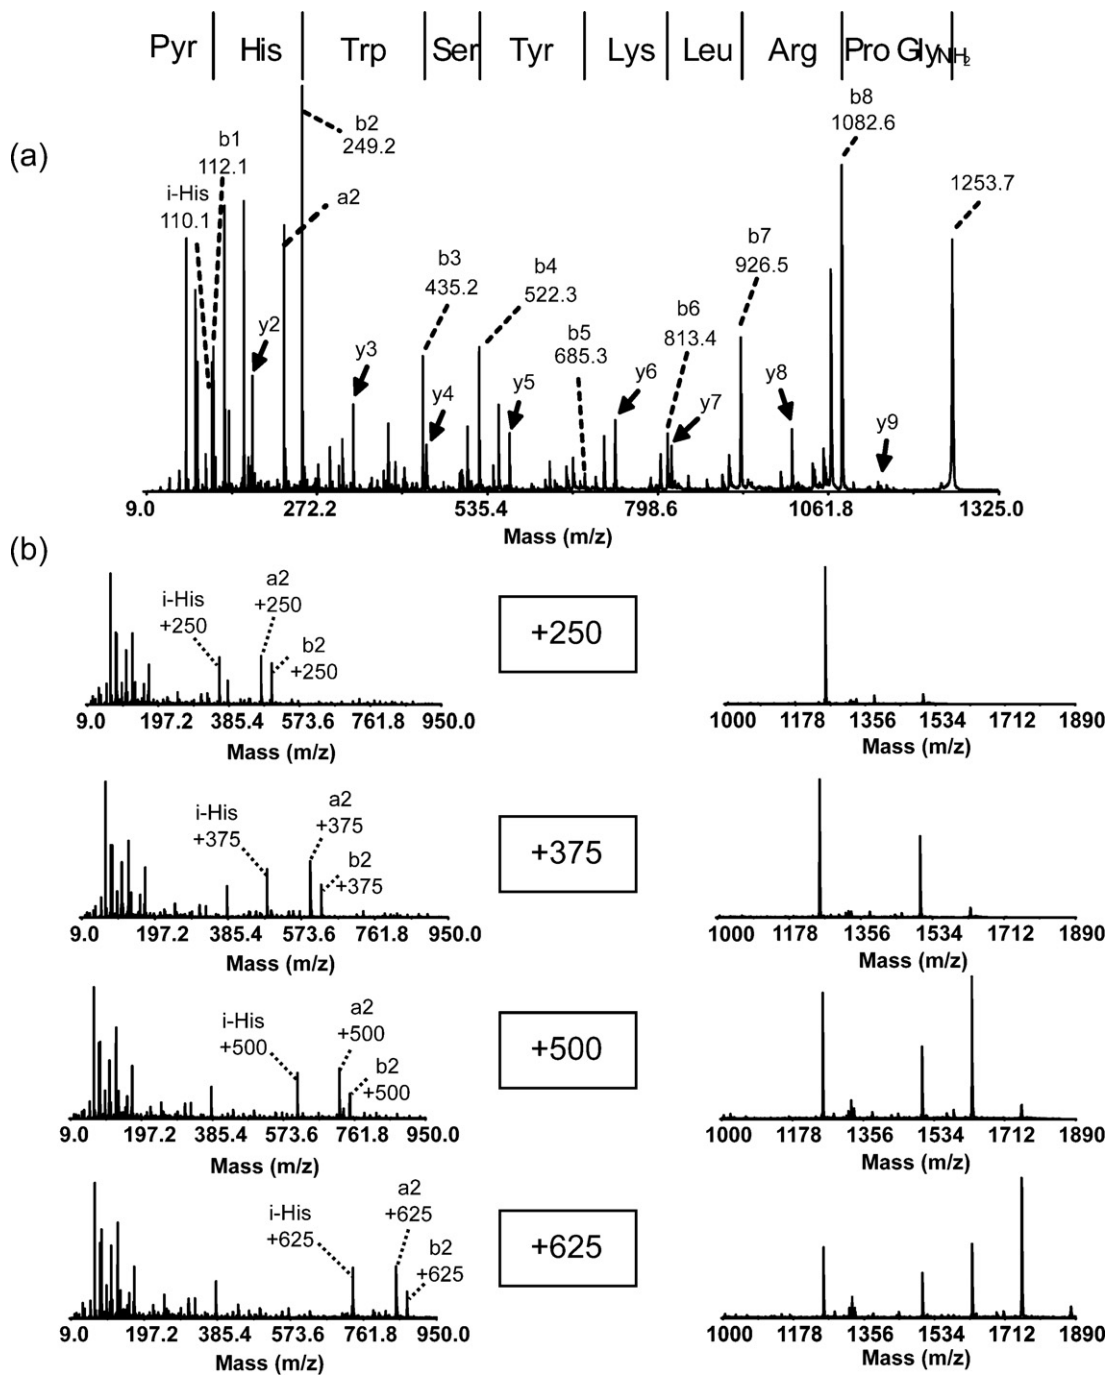 Pyr His Trp Ser Tyr Lys Leu Arg Pro Gly NH2
(a)
i-His
110.1
b1
112.1
b2
249.2
a2
y2
y3
b3
435.2
y4
b4
522.3
y5
b5
685.3
y6
b6
813.4
y7
b7
926.5
y8
b8
1082.6
y9
1253.7
9.0 272.2 535.4 798.6 1061.8 1325.0
Mass (m/z)
(b)
i-His
+250
a2
+250
b2
+250
9.0 197.2 385.4 573.6 761.8 950.0
Mass (m/z)
+250
1000 1178 1356 1534 1712 1890
Mass (m/z)
i-His
+375
a2
+375
b2
+375
9.0 197.2 385.4 573.6 761.8 950.0
Mass (m/z)
+375
1000 1178 1356 1534 1712 1890
Mass (m/z)
i-His
+500
a2
+500
b2
+500
9.0 197.2 385.4 573.6 761.8 950.0
Mass (m/z)
+500
1000 1178 1356 1534 1712 1890
Mass (m/z)
i-His
+625
a2
+625
b2
+625
9.0 197.2 385.4 573.6 761.8 950.0
Mass (m/z)
+625
1000 1178 1356 1534 1712 1890
Mass (m/z)